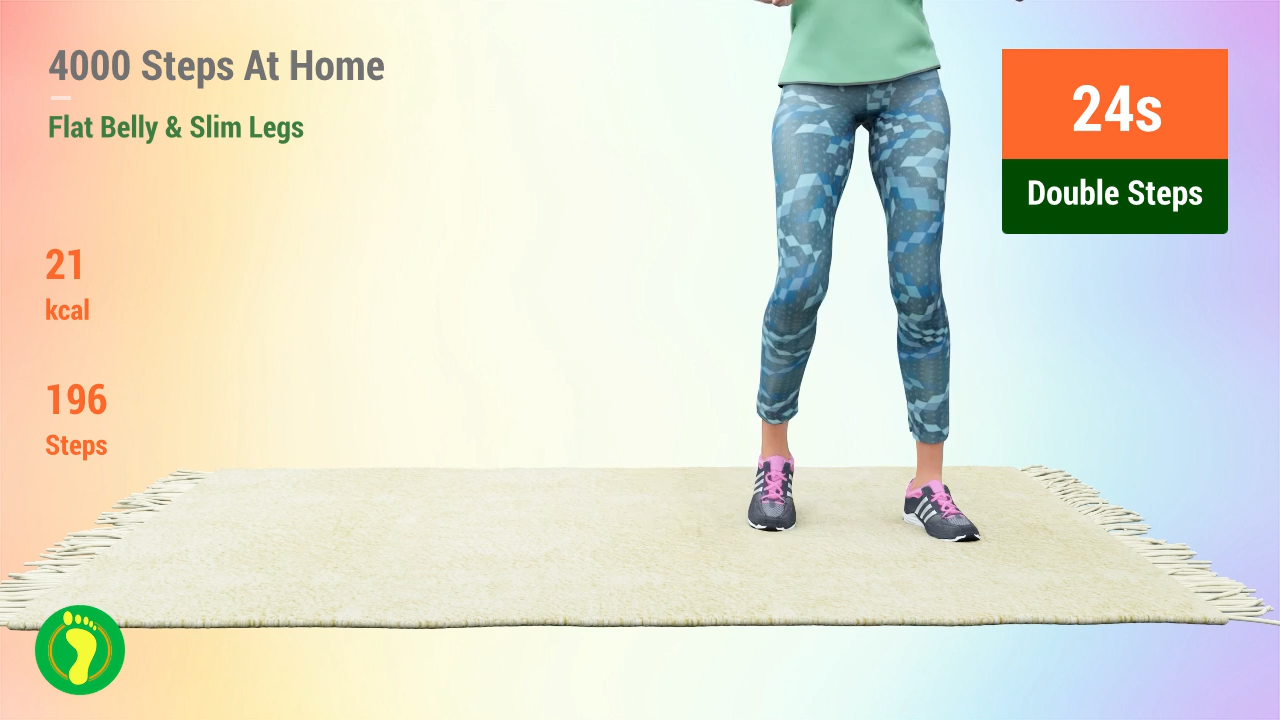 4000 Steps At Home
Flat Belly & Slim Legs
24s
Double Steps
21
kcal
196
Steps